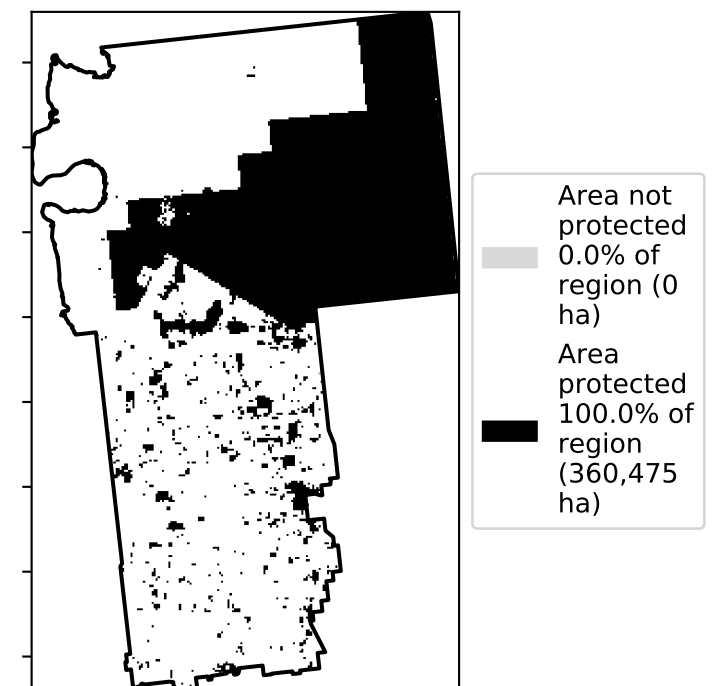 Area not
protected
0.0% of
region (0
ha)
Area
protected
100.0% of
region
(360,475
ha)